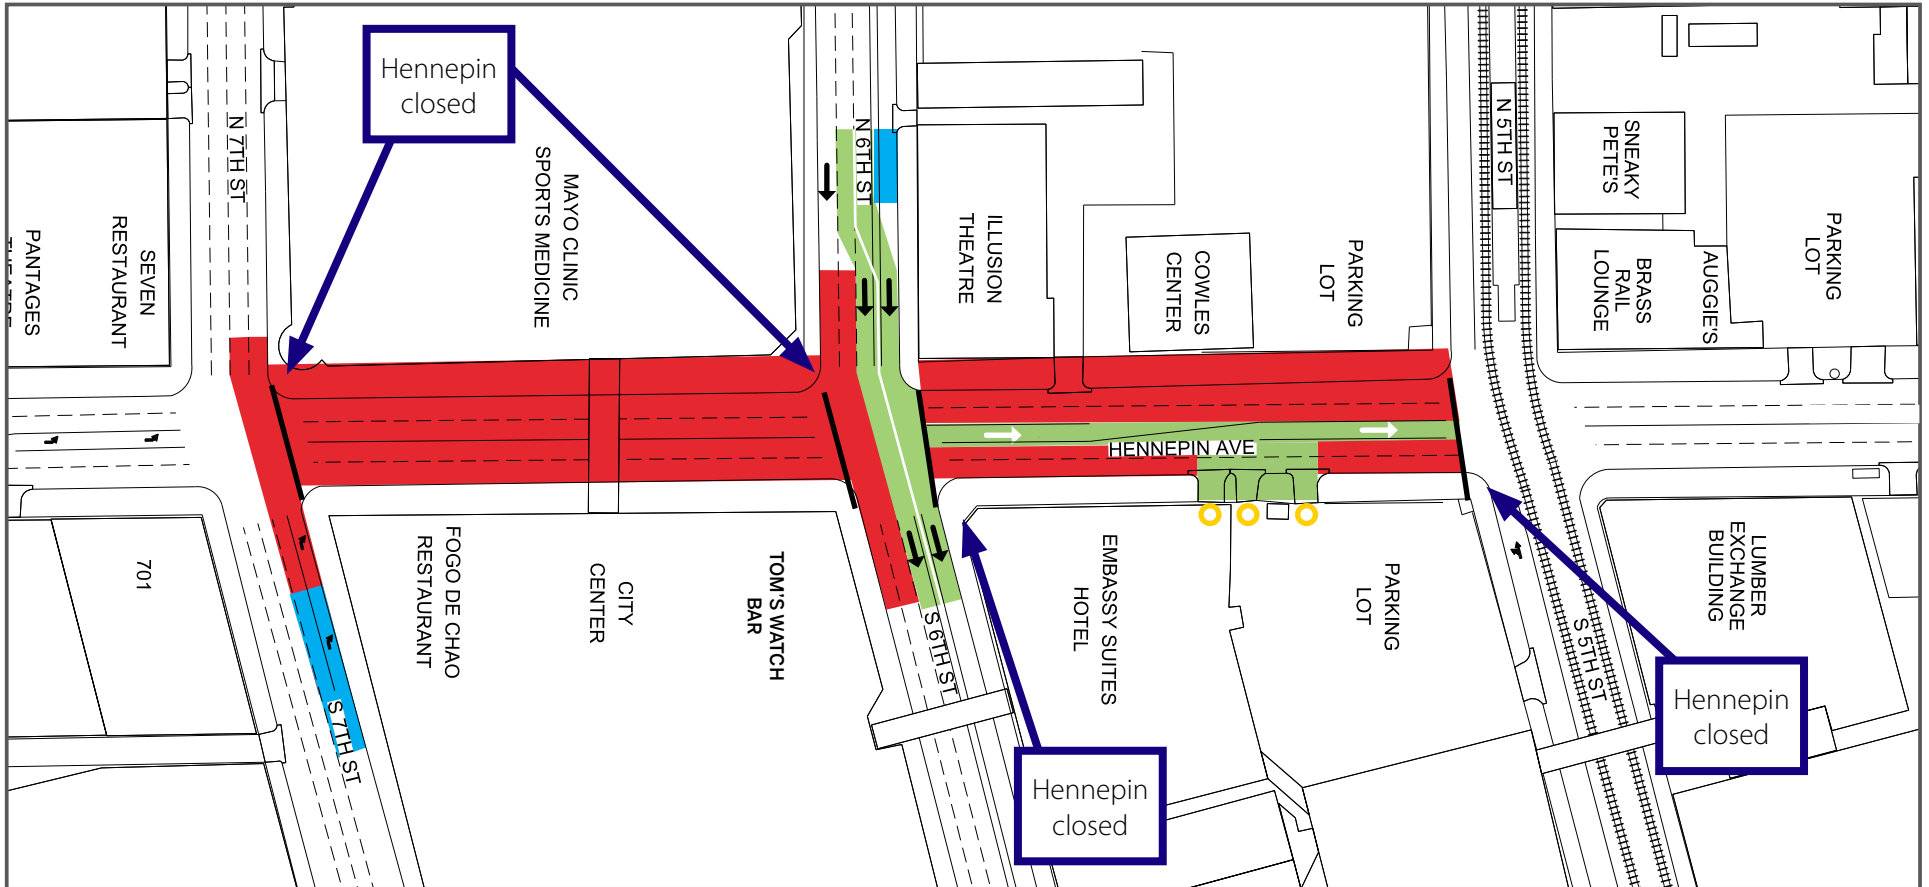 Hennepin
closed
N 7TH ST
N 6TH ST
N 5TH ST
PANTAGES
SEVEN
RESTAURANT
MAYO CLINIC
SPORTS MEDICINE
ILLUSION
THEATRE
COWLES
CENTER
PARKING
LOT
SNEAKY
PETE'S
BRASS
RAIL
LOUNGE
AUGGIE'S
PARKING
LOT
HENNEPIN AVE
701
S 7TH ST
FOGO DE CHAO
RESTAURANT
CITY
CENTER
TOM'S WATCH
BAR
S 6TH ST
EMBASSY SUITES
HOTEL
PARKING
LOT
S 5TH ST
LUMBER
EXCHANGE
BUILDING
Hennepin
closed
Hennepin
closed